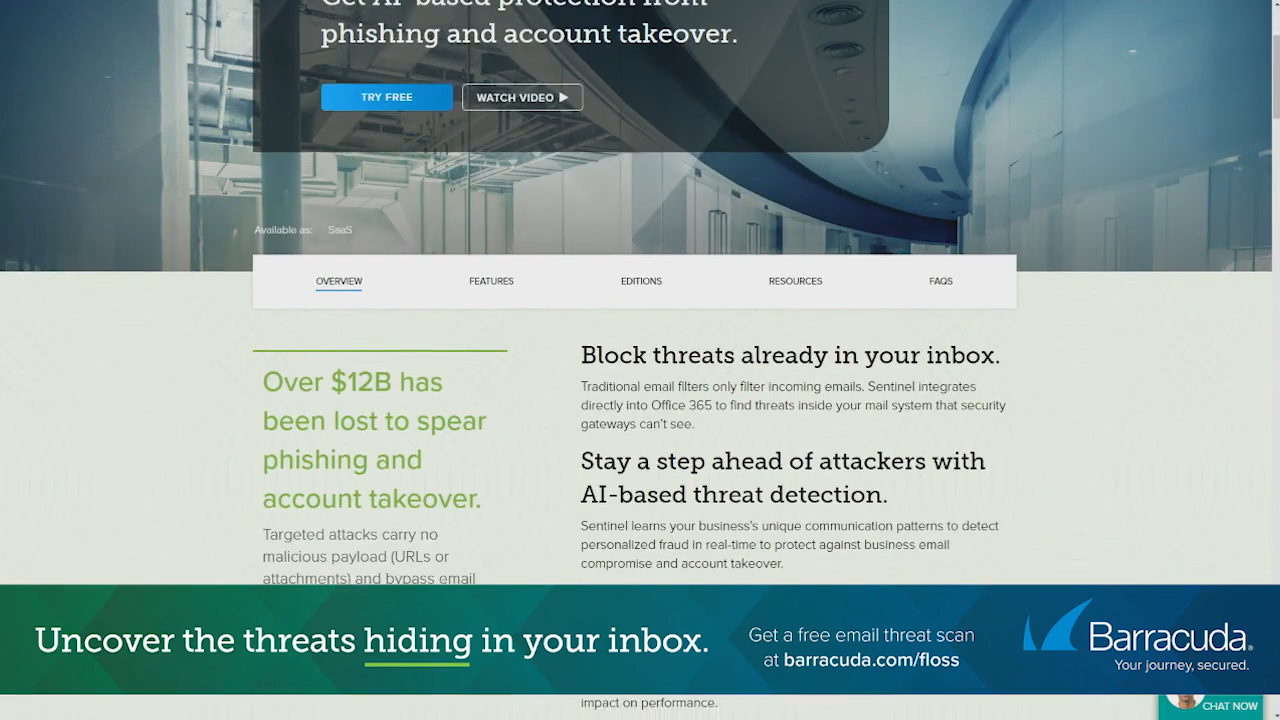 Get AI-based protection from
phishing and account takeover.
TRY FREE
WATCH VIDEO
Available as: SaaS
OVERVIEW
FEATURES
EDITIONS
RESOURCES
FAQS
Over $12B has
been lost to spear
phishing and
account takeover.
Targeted attacks carry no
malicious payload (URLs or
attachments) and bypass email
Block threats already in your inbox.
Traditional email filters only filter incoming emails. Sentinel integrates
directly into Office 365 to find threats inside your mail system that security
gateways can't see.
Stay a step ahead of attackers with
AI-based threat detection.
Sentinel learns your business's unique communication patterns to detect
personalized fraud in real-time to protect against business email
compromise and account takeover.
Uncover the threats hiding in your inbox.
Get a free email threat scan
at barracuda.com/floss
Barracuda®
Your journey, secured.
impact on performance.
CHAT NOW